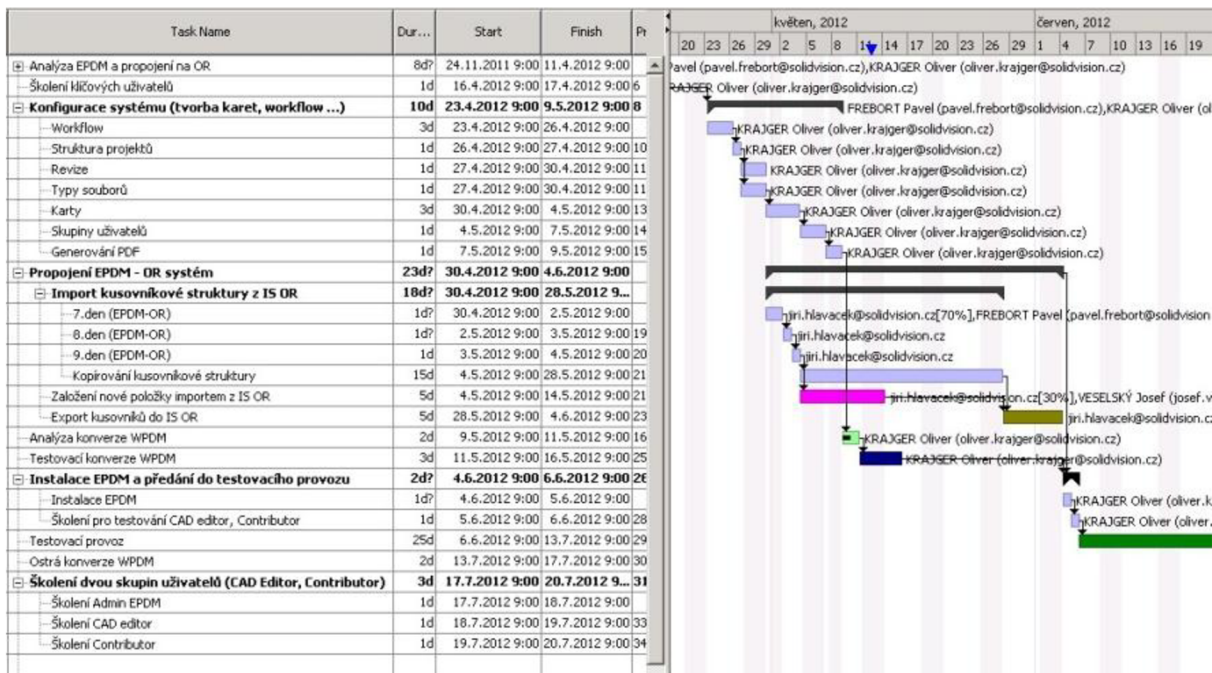 Task Name Dur... Start Finish Pr
květen, 2012 červen, 2012
20 23 26 29 2 5 8 11 14 17 20 23 26 29 1 4 7 10 13 16 19
Analýza EPDM a propojení na OR 8d? 24.11.2011 9:00 11.4.2012 9:00 Pavel (pavel.frebort@solidvision.cz),KRAJGER Oliver (oliver.krajger@solidvision.cz)
Školení klíčových uživatelů 1d 16.4.2012 9:00 17.4.2012 9:00 6 KRAJGER Oliver (oliver.krajger@solidvision.cz)
Konfigurace systému (tvorba karet, workflow ...) 10d 23.4.2012 9:00 9.5.2012 9:00 8 FREBORT Pavel (pavel.frebort@solidvision.cz),KRAJGER Oliver (ol
Workflow 3d 23.4.2012 9:00 26.4.2012 9:00 KRAJGER Oliver (oliver.krajger@solidvision.cz)
Struktura projektů 1d 26.4.2012 9:00 27.4.2012 9:00 10 KRAJGER Oliver (oliver.krajger@solidvision.cz)
Revize 1d 27.4.2012 9:00 30.4.2012 9:00 11 KRAJGER Oliver (oliver.krajger@solidvision.cz)
Typy souborů 1d 27.4.2012 9:00 30.4.2012 9:00 11 KRAJGER Oliver (oliver.krajger@solidvision.cz)
Karty 3d 30.4.2012 9:00 4.5.2012 9:00 13 KRAJGER Oliver (oliver.krajger@solidvision.cz)
Skupiny uživatelů 1d 4.5.2012 9:00 7.5.2012 9:00 14 KRAJGER Oliver (oliver.krajger@solidvision.cz)
Generování PDF 1d 7.5.2012 9:00 9.5.2012 9:00 15 KRAJGER Oliver (oliver.krajger@solidvision.cz)
Propojení EPDM - OR systém 23d? 30.4.2012 9:00 4.6.2012 9:00
Import kusovníkové struktury z IS OR 18d? 30.4.2012 9:00 28.5.2012 9...
7.den (EPDM-OR) 1d? 30.4.2012 9:00 2.5.2012 9:00 jiri.hlavacek@solidvision.cz[70%],FREBORT Pavel (pavel.frebort@solidvision
8.den (EPDM-OR) 1d? 2.5.2012 9:00 3.5.2012 9:00 19 jiri.hlavacek@solidvision.cz
9.den (EPDM-OR) 1d 3.5.2012 9:00 4.5.2012 9:00 20 jiri.hlavacek@solidvision.cz
Kopírování kusovníkové struktury 15d 4.5.2012 9:00 28.5.2012 9:00 21
Založení nové položky importem z IS OR 5d 4.5.2012 9:00 14.5.2012 9:00 21 jiri.hlavacek@solidvision.cz[30%],VESELSKÝ Josef (josef.v
Export kusovníků do IS OR 5d 28.5.2012 9:00 4.6.2012 9:00 23 jiri.hlavacek@solidvision.c
Analýza konverze WPDM 2d 9.5.2012 9:00 11.5.2012 9:00 16 KRAJGER Oliver (oliver.krajger@solidvision.cz)
Testovací konverze WPDM 3d 11.5.2012 9:00 16.5.2012 9:00 25 KRAJGER Oliver (oliver.krajger@solidvision.cz)
Instalace EPDM a předání do testovacího provozu 2d? 4.6.2012 9:00 6.6.2012 9:00 26
Instalace EPDM 1d? 4.6.2012 9:00 5.6.2012 9:00 KRAJGER Oliver (oliver.k
Školení pro testování CAD editor, Contributor 1d 5.6.2012 9:00 6.6.2012 9:00 28 KRAJGER Oliver (oliver.
Testovací provoz 25d 6.6.2012 9:00 13.7.2012 9:00 29
Ostrá konverze WPDM 2d 13.7.2012 9:00 17.7.2012 9:00 30
Školení dvou skupin uživatelů (CAD Editor, Contributor) 3d 17.7.2012 9:00 20.7.2012 9... 31
Školení Admin EPDM 1d 17.7.2012 9:00 18.7.2012 9:00
Školení CAD editor 1d 18.7.2012 9:00 19.7.2012 9:00 33
Školení Contributor 1d 19.7.2012 9:00 20.7.2012 9:00 34